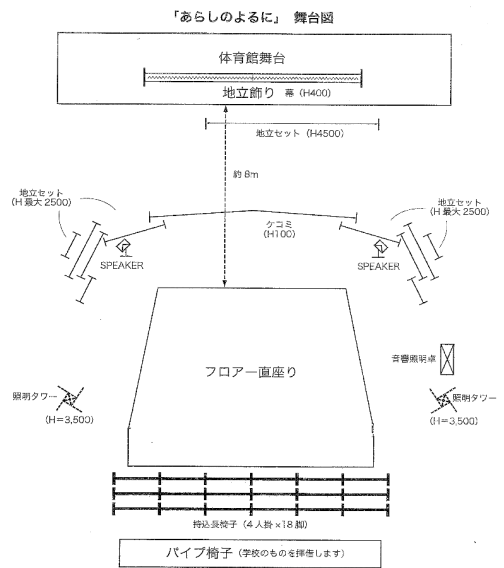 「あらしのよるに」 舞台図
体育館舞台
地立飾り 幕（H400）
地立セット（H4500）
約8m
地立セット
（H 最大 2500）
地立セット
（H 最大 2500）
ケコミ
（H100）
SPEAKER
SPEAKER
フロアー直座り
音響照明卓
照明タワー
（H＝3,500）
照明タワー
（H＝3,500）
持込長椅子（４人掛×18脚）
パイプ椅子（学校のものを拝借します）